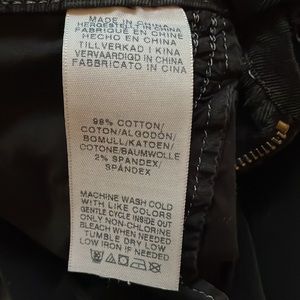 MADE IN CHINA
HERGESTELLT IN CHINA
FABRIQUÉ EN CHINE
HECHO EN CHINA
TILLVERKAD I KINA
VERVAARDIGD IN CHINA
FABBRICATO IN CINA
98% COTTON/
COTON/ALGODÓN/
BOMULL/KATOEN/
COTONE/BAUMWOLLE
2% SPANDEX/
SPANDEX
MACHINE WASH COLD
WITH LIKE COLORS
GENTLE CYCLE INSIDE OUT
ONLY NON-CHLORINE
BLEACH WHEN NEEDED
TUMBLE DRY LOW
LOW IRON IF NEEDED